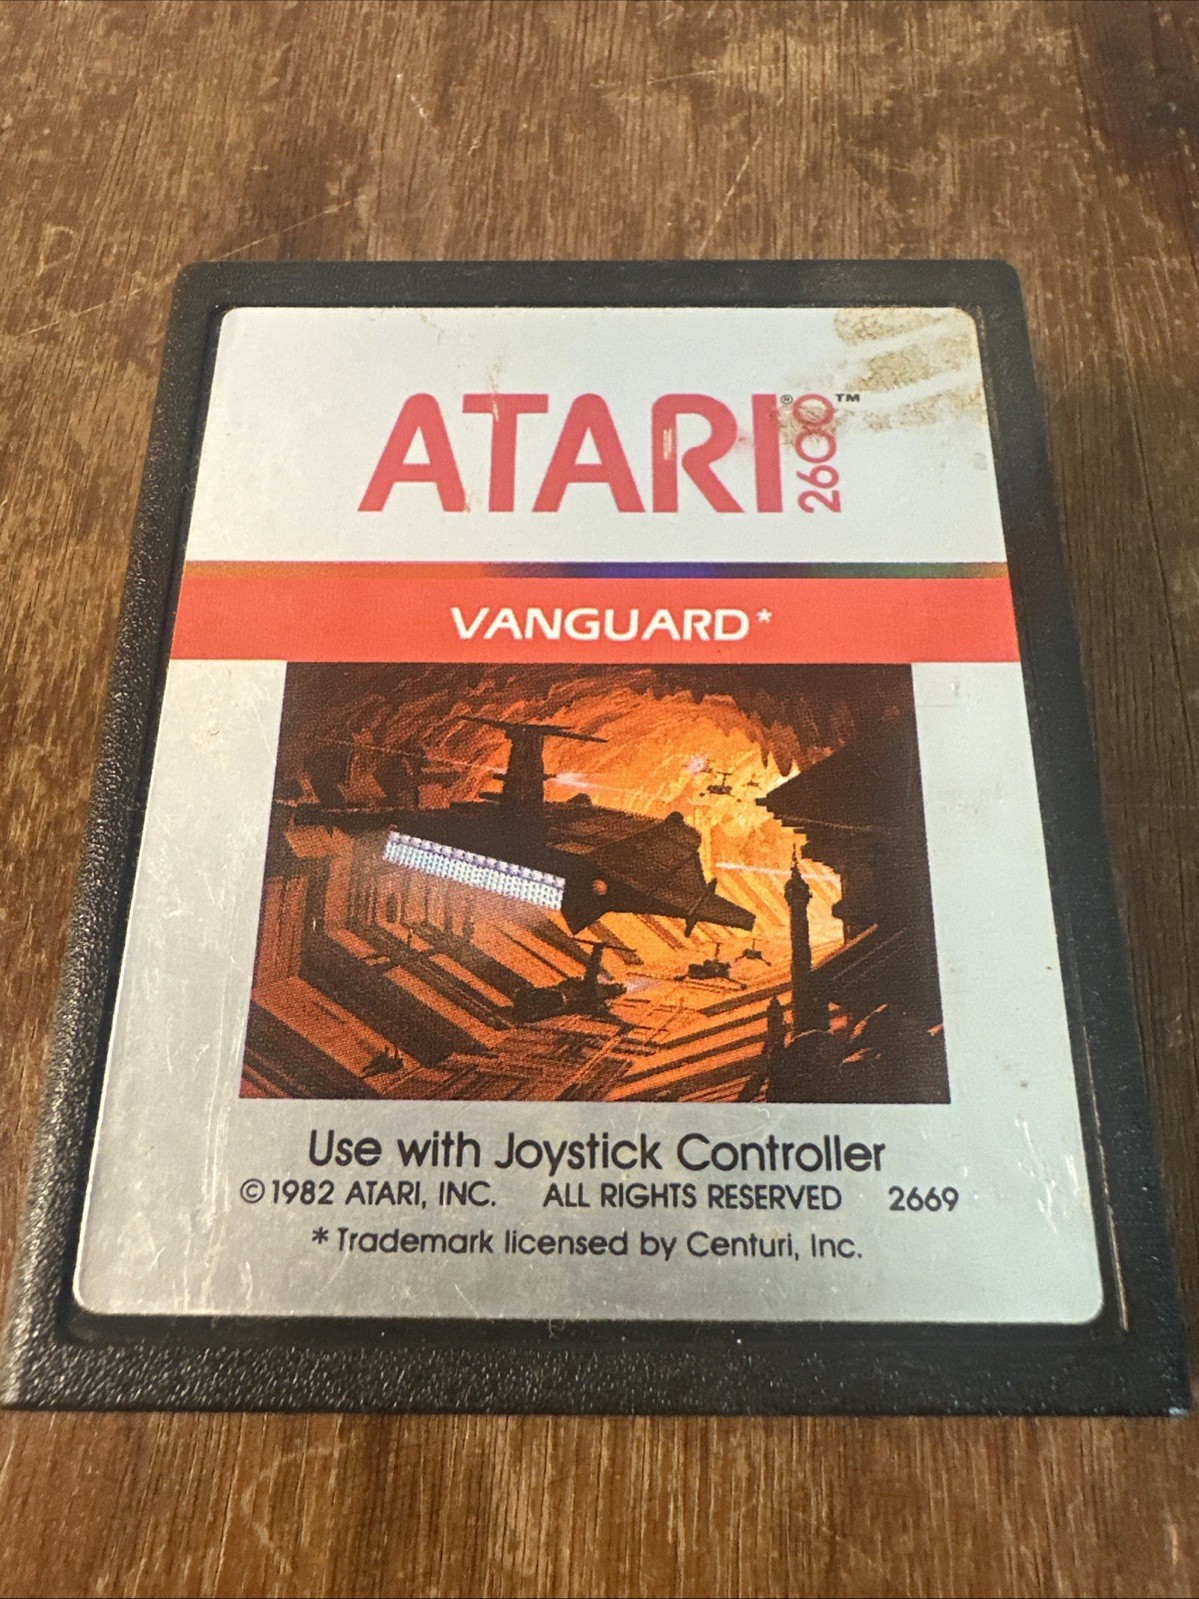 ATARI® 2600™
VANGUARD*
Use with Joystick Controller
©1982 ATARI, INC. ALL RIGHTS RESERVED 2669
*Trademark licensed by Centuri, Inc.